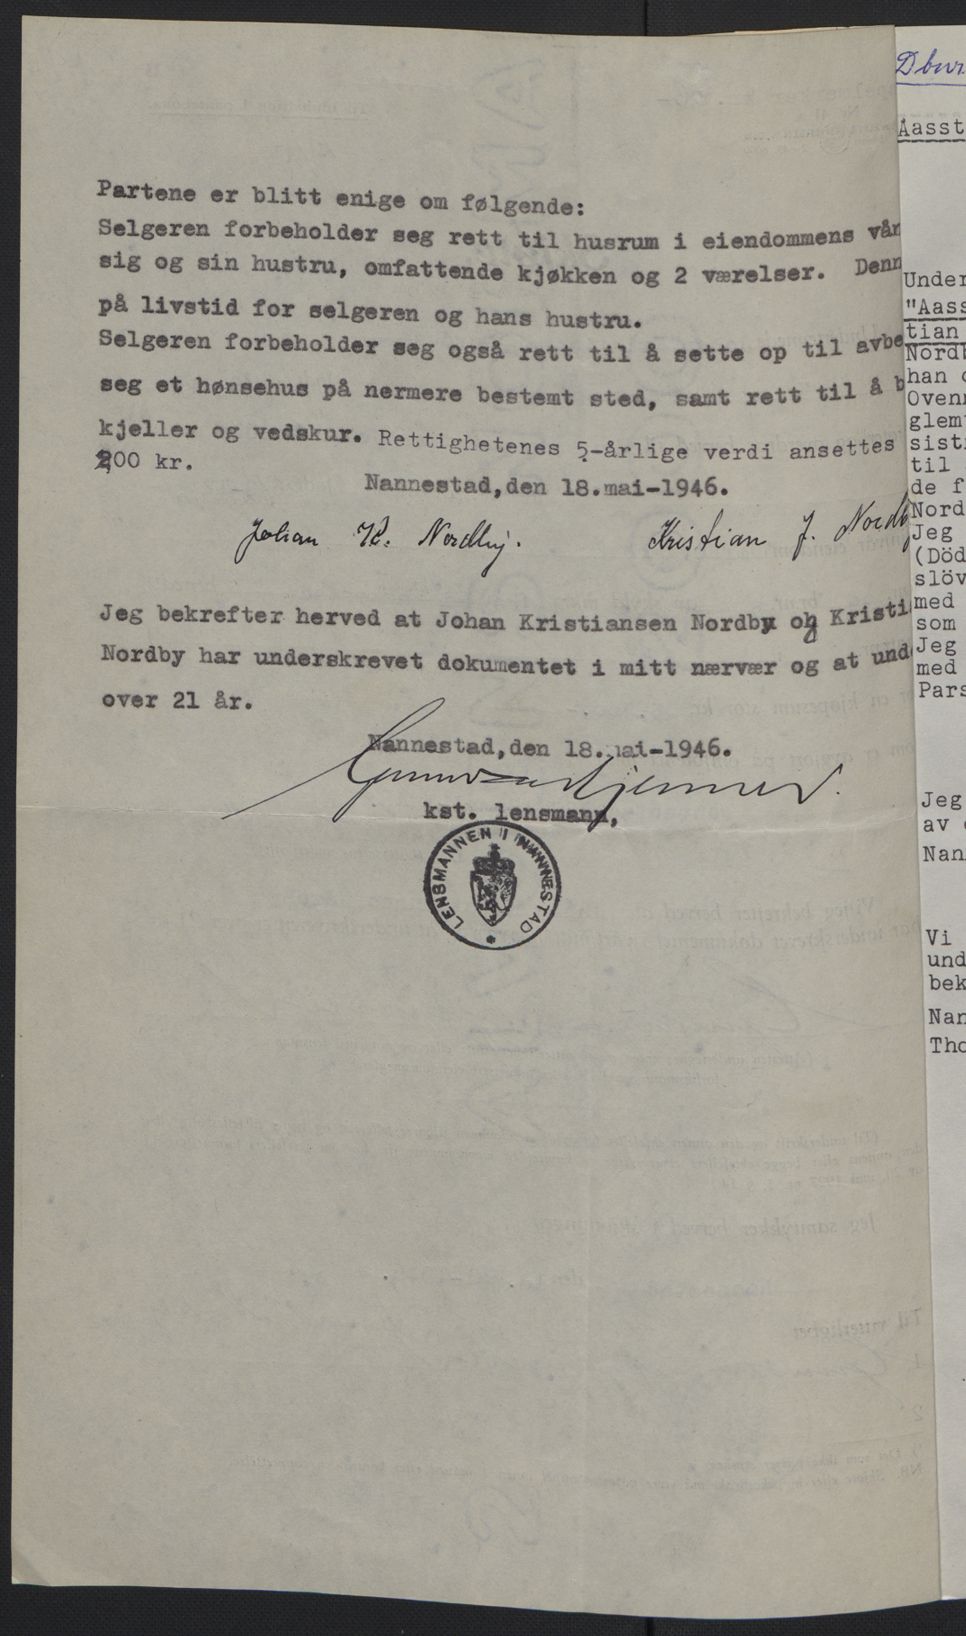 Partene er blitt enige om følgende:
Selgeren forbeholder seg rett til husrum i eiendommens vår
sig og sin hustru, omfattende kjøkken og 2 værelser. Denn
på livstid for selgeren og hans hustru.
Selgeren forbeholder seg også rett til å sette op til avbe
seg et hønsehus på nermere bestemt sted, samt rett til å b
kjeller og vedskur. Rettighetenes 5-årlige verdi ansettes
200 kr.
Nannestad,den 18.mai-1946.
Johan K. Nordby. Kristian J. Nordby
Jeg bekrefter herved at Johan Kristiansen Nordby og Kristi
Nordby har underskrevet dokumentet i mitt nærvær og at und
over 21 år.
Nannestad,den 18.mai-1946.
kst. lensmann,
LENSMANNEN I NANNESTAD
Aasst
Under
"Aass
tian
Nordb
han
Ovenn
glem
sist
til
de f
Nord
Jeg
(Död
slöv
med
som
Jeg
med
Pars
Jeg
av
Nan
Vi
und
bek
Nan
Tho